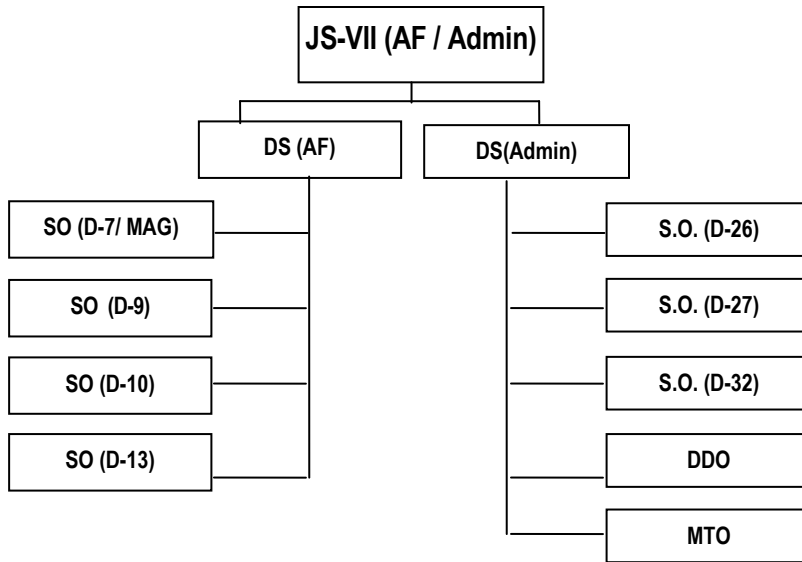 JS-VII (AF / Admin)
DS (AF)
DS(Admin)
SO (D-7/ MAG)
SO (D-9)
SO (D-10)
SO (D-13)
S.O. (D-26)
S.O. (D-27)
S.O. (D-32)
DDO
MTO